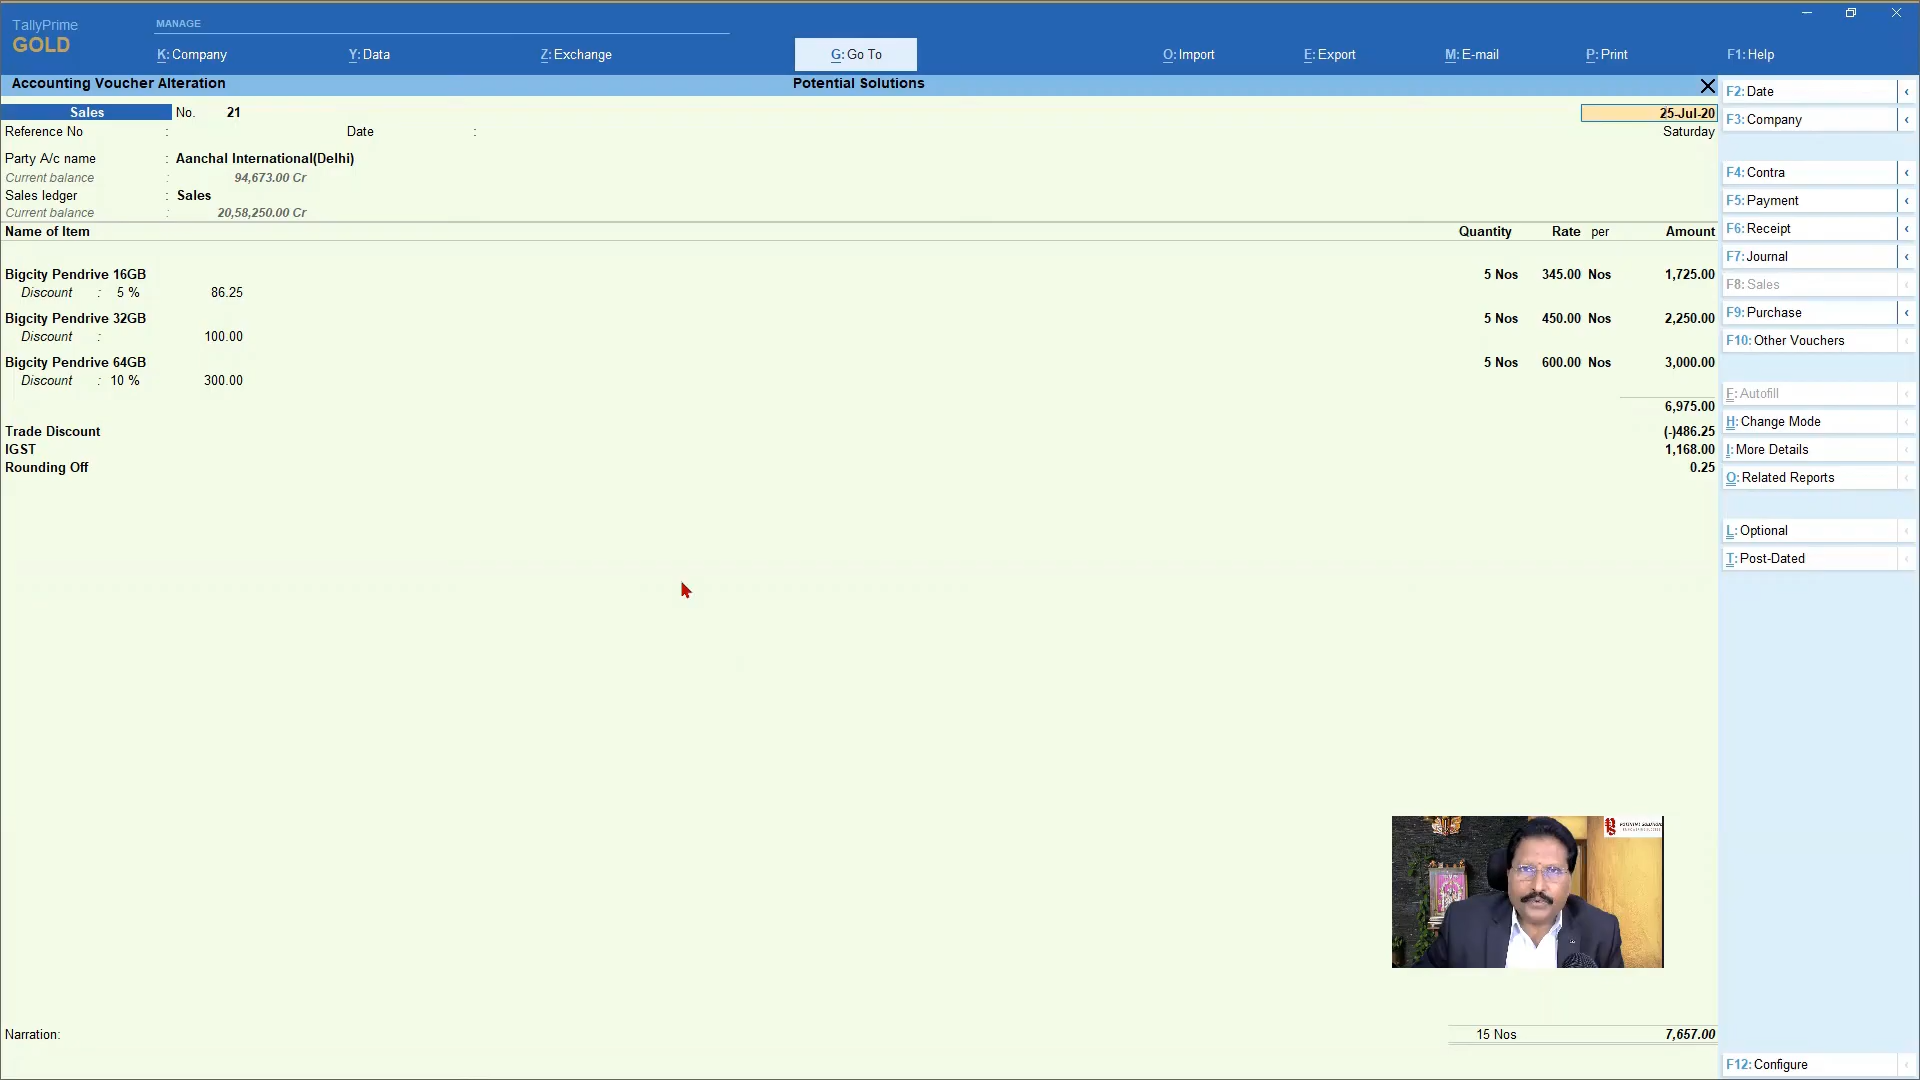 TallyPrime
GOLD
MANAGE
K: Company
Y: Data
Z: Exchange
G: Go To
O: Import
E: Export
M: E-mail
P: Print
F1: Help
Accounting Voucher Alteration
Potential Solutions
Sales No. 21
25-Jul-20
Reference No : Date :
Saturday
Party A/c name : Aanchal International(Delhi)
Current balance : 94,673.00 Cr
Sales ledger : Sales
Current balance : 20,58,250.00 Cr
Name of Item Quantity Rate per Amount
Bigcity Pendrive 16GB 5 Nos 345.00 Nos 1,725.00
Discount : 5 % 86.25
Bigcity Pendrive 32GB 5 Nos 450.00 Nos 2,250.00
Discount : 100.00
Bigcity Pendrive 64GB 5 Nos 600.00 Nos 3,000.00
Discount : 10 % 300.00
6,975.00
Trade Discount (-)486.25
IGST 1,168.00
Rounding Off 0.25
Narration: 15 Nos 7,657.00
F2: Date
F3: Company
F4: Contra
F5: Payment
F6: Receipt
F7: Journal
F8: Sales
F9: Purchase
F10: Other Vouchers
F: Autofill
H: Change Mode
I: More Details
O: Related Reports
L: Optional
T: Post-Dated
F12: Configure
POTENTIAL SOLUTIONS